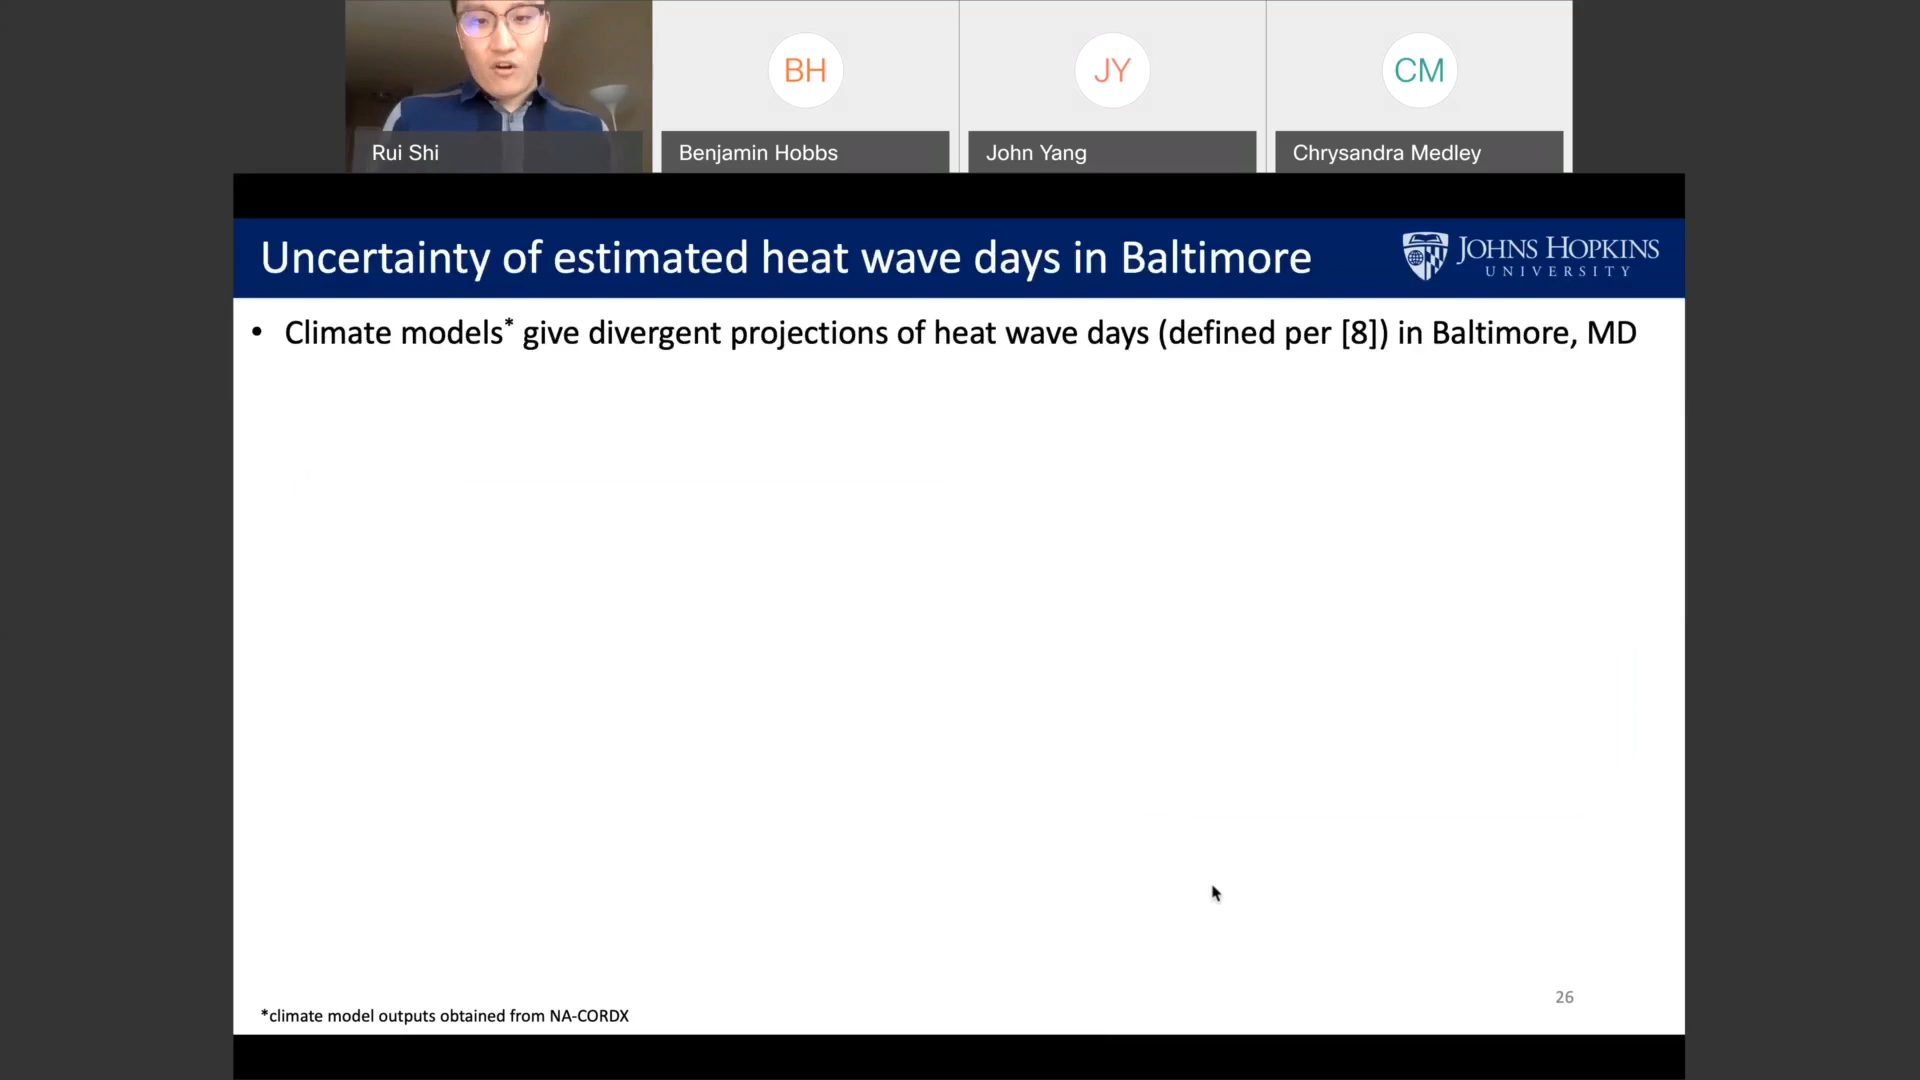 BH
JY
CM
Rui Shi
Benjamin Hobbs
John Yang
Chrysandra Medley
Uncertainty of estimated heat wave days in Baltimore
JOHNS HOPKINS
UNIVERSITY
• Climate models* give divergent projections of heat wave days (defined per [8]) in Baltimore, MD
26
*climate model outputs obtained from NA-CORDX